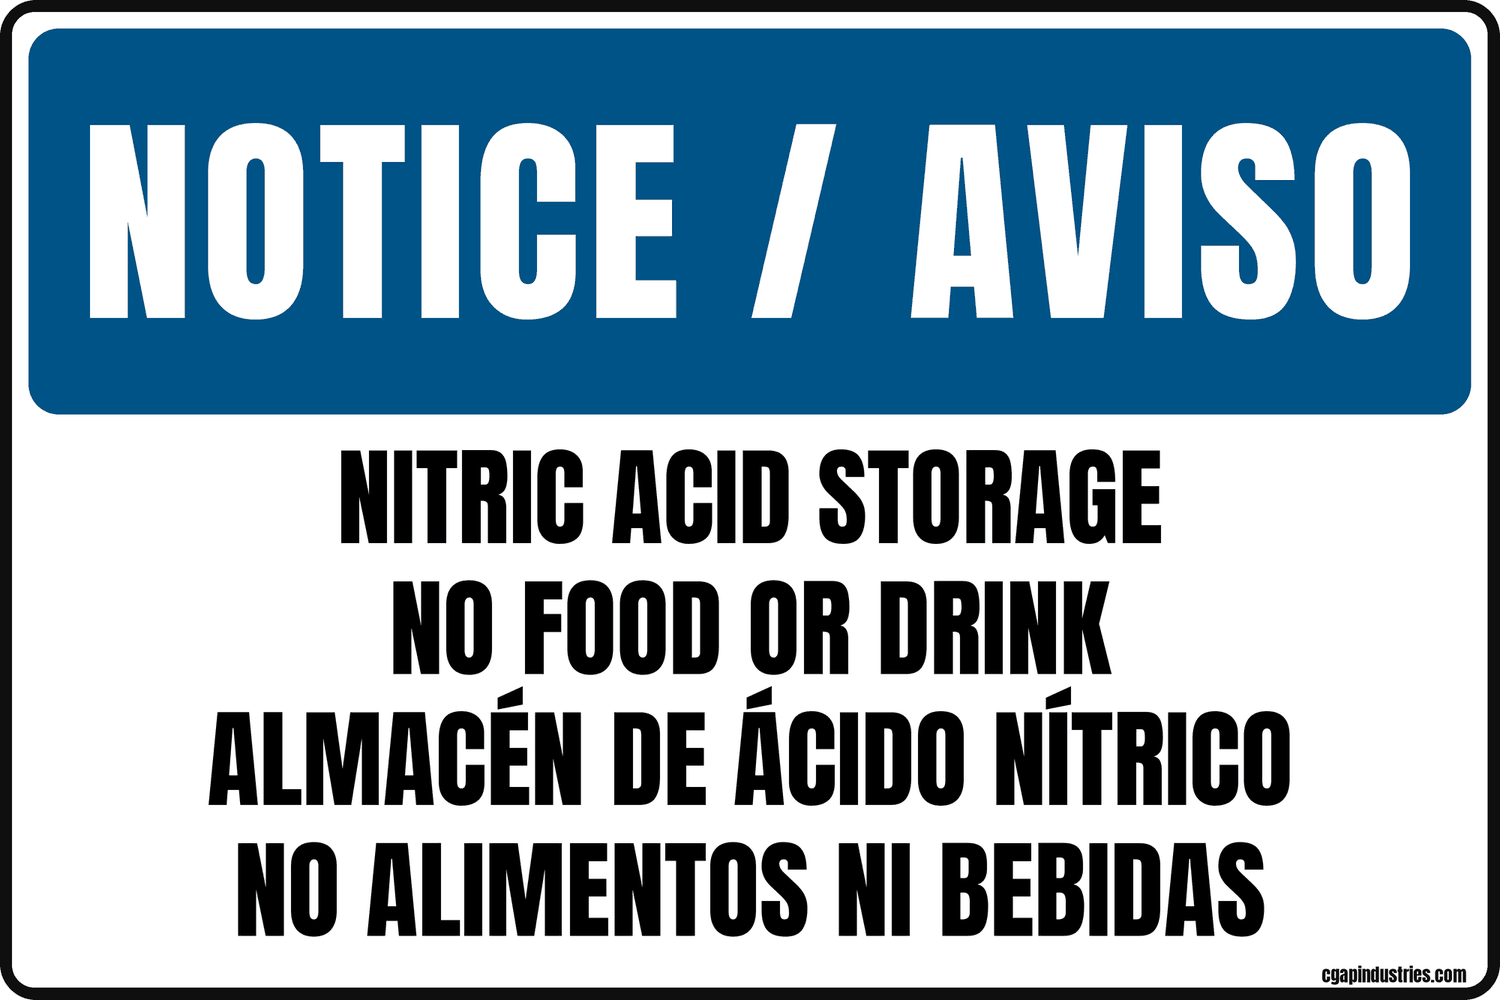 NOTICE / AVISO
NITRIC ACID STORAGE
NO FOOD OR DRINK
ALMACÉN DE ÁCIDO NÍTRICO
NO ALIMENTOS NI BEBIDAS
cgapindustries.com